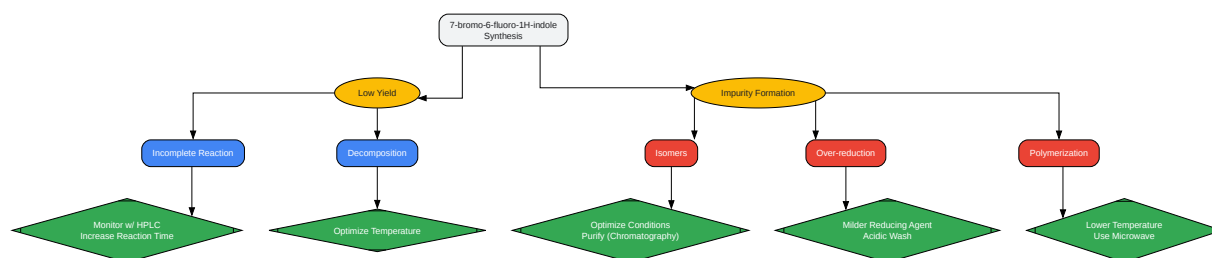 7-bromo-6-fluoro-1H-indole
Synthesis
Low Yield
Impurity Formation
Incomplete Reaction
Decomposition
Isomers
Over-reduction
Polymerization
Monitor w/ HPLC
Increase Reaction Time
Optimize Temperature
Optimize Conditions
Purify (Chromatography)
Milder Reducing Agent
Acidic Wash
Lower Temperature
Use Microwave